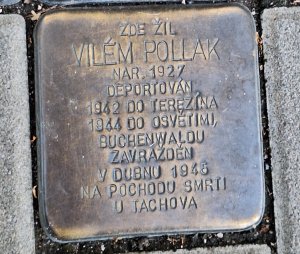 ZDE ŽIL
VILÉM POLLAK
NAR. 1927
DEPORTOVÁN
1942 DO TEREZÍNA
1944 DO OSVĚTIMI,
BUCHENWALDU
ZAVRAŽDĚN
V DUBNU 1945
NA POCHODU SMRTI
U TACHOVA